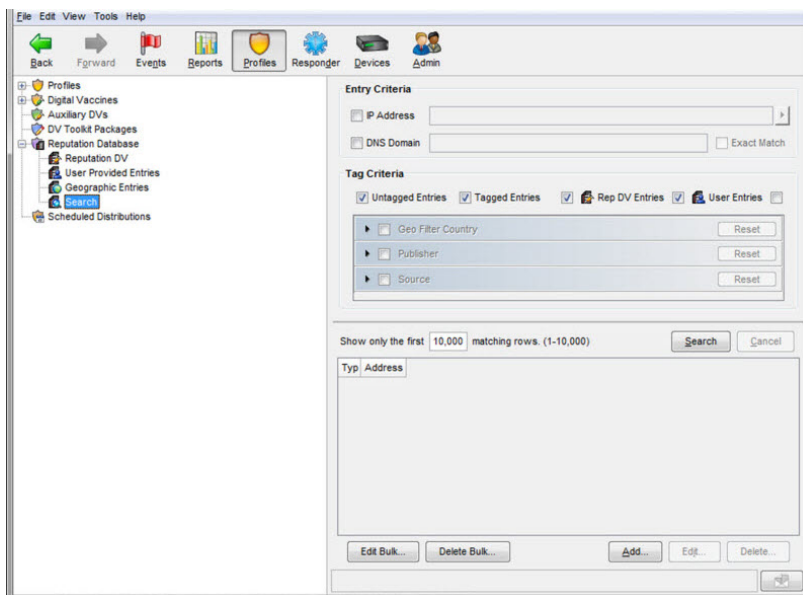 File Edit View Tools Help
Back Forward Events Reports Profiles Responder Devices Admin
Profiles
Digital Vaccines
Auxiliary DVs
DV Toolkit Packages
Reputation Database
Reputation DV
User Provided Entries
Geographic Entries
Search
Scheduled Distributions
Entry Criteria
IP Address
DNS Domain Exact Match
Tag Criteria
Untagged Entries Tagged Entries Rep DV Entries User Entries
Geo Filter Country Reset
Publisher Reset
Source Reset
Show only the first 10,000 matching rows. (1-10,000) Search Cancel
Typ Address
Edit Bulk... Delete Bulk... Add... Edit... Delete...